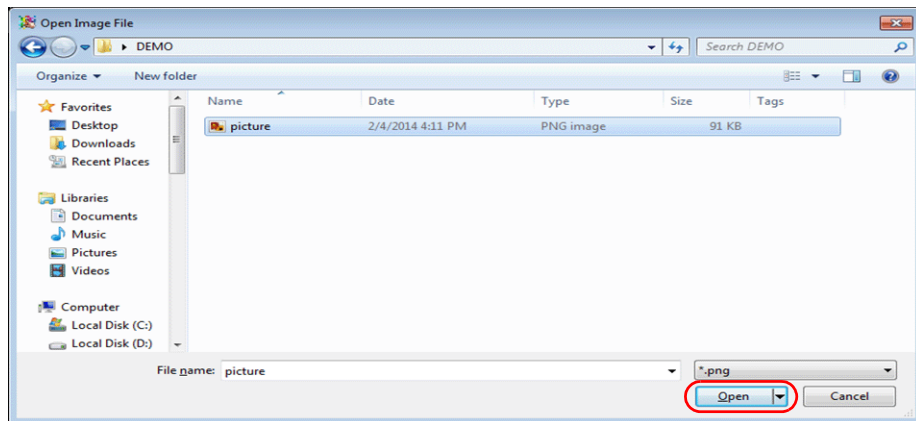 Open Image File
DEMO
Search DEMO
Organize
New folder
Name Date Type Size Tags
picture 2/4/2014 4:11 PM PNG image 91 KB
Favorites
Desktop
Downloads
Recent Places
Libraries
Documents
Music
Pictures
Videos
Computer
Local Disk (C:)
Local Disk (D:)
File name: picture
*.png
Open
Cancel